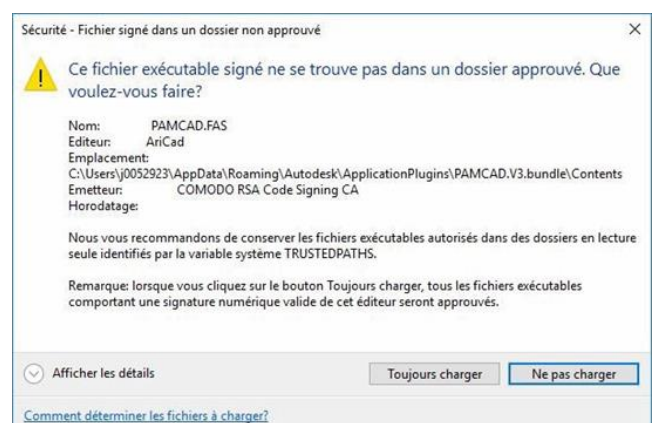 Sécurité - Fichier signé dans un dossier non approuvé
Ce fichier exécutable signé ne se trouve pas dans un dossier approuvé. Que
voulez-vous faire?
Nom: PAMCAD.FAS
Editeur: AriCad
Emplacement:
C:\Users\j0052923\AppData\Roaming\Autodesk\ApplicationPlugins\PAMCAD.V3.bundle\Contents
Emetteur: COMODO RSA Code Signing CA
Horodatage:
Nous vous recommandons de conserver les fichiers exécutables autorisés dans des dossiers en lecture
seule identifiés par la variable système TRUSTEDPATHS.
Remarque: lorsque vous cliquez sur le bouton Toujours charger, tous les fichiers exécutables
comportant une signature numérique valide de cet éditeur seront approuvés.
Afficher les détails Toujours charger Ne pas charger
Comment déterminer les fichiers à charger?